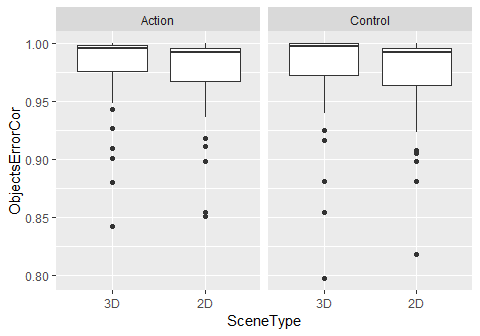 Action Control
ObjectsErrorCor
1.00
0.95
0.90
0.85
0.80
3D 2D 3D 2D
SceneType